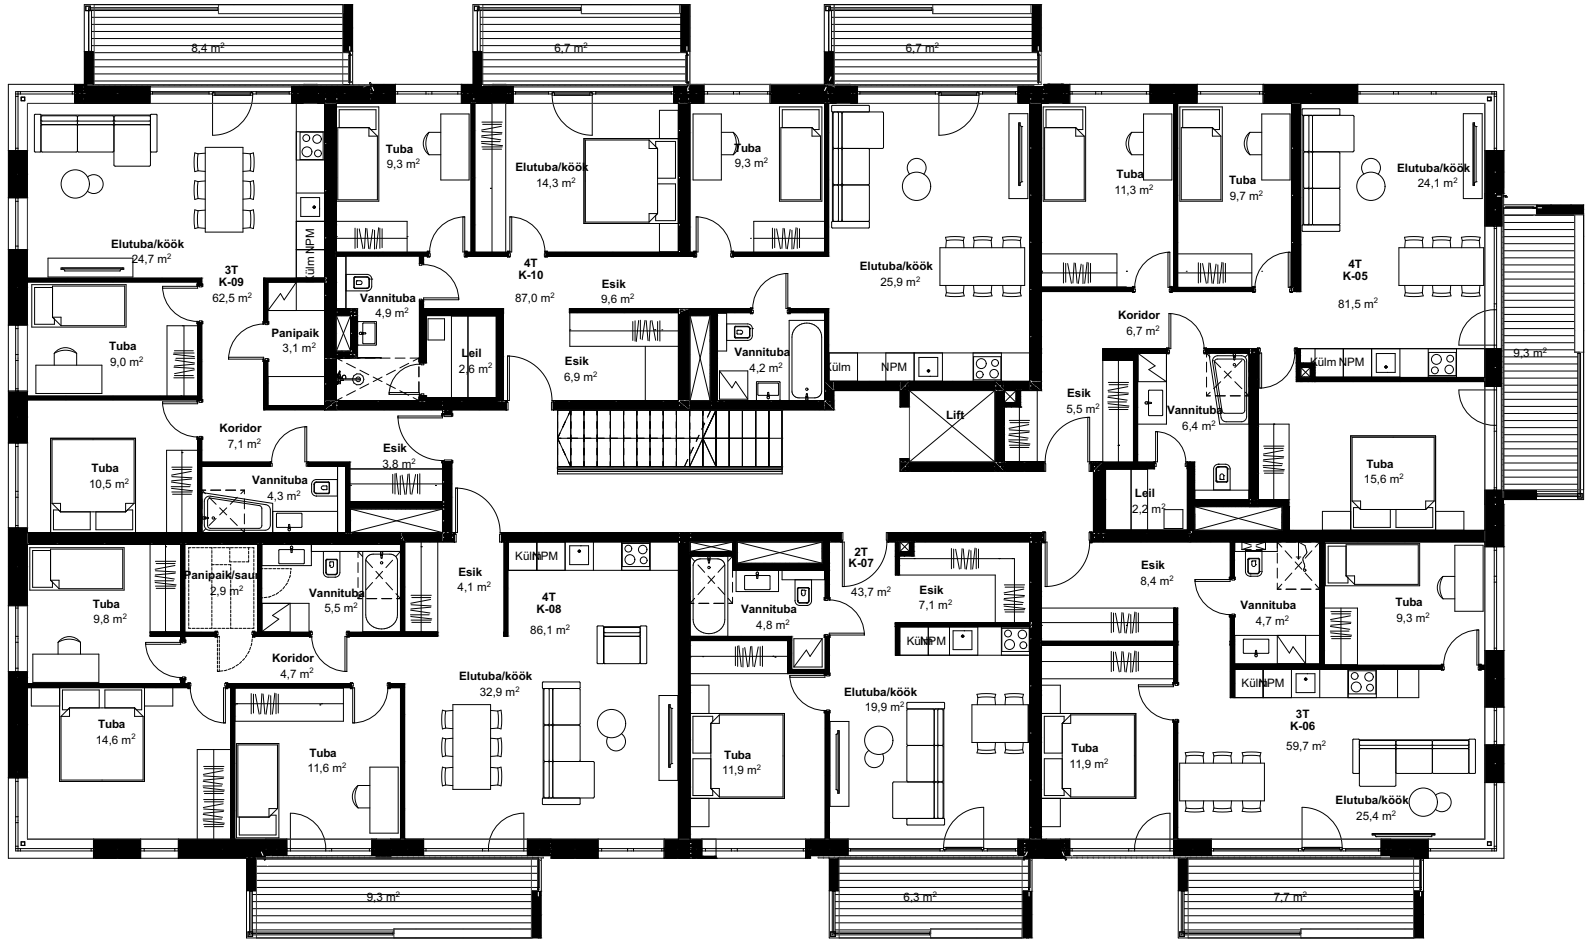 8,4 m²
6,7 m²
6,7 m²
Elutuba/köök
24,7 m²
3T
K-09
62,5 m²
Külm NPM
Tuba
9,0 m²
Panipaik
3,1 m²
Tuba
10,5 m²
Koridor
7,1 m²
Vannituba
4,3 m²
Esik
3,8 m²
Tuba
9,3 m²
Elutuba/köök
14,3 m²
Tuba
9,3 m²
4T
K-10
87,0 m²
Esik
9,6 m²
Vannituba
4,9 m²
Leil
2,6 m²
Esik
6,9 m²
Vannituba
4,2 m²
Elutuba/köök
25,9 m²
Külm
NPM
Lift
Tuba
11,3 m²
Tuba
9,7 m²
Elutuba/köök
24,1 m²
4T
K-05
81,5 m²
Koridor
6,7 m²
Külm NPM
9,3 m²
Esik
5,5 m²
Vannituba
6,4 m²
Leil
2,2 m²
Tuba
15,6 m²
Tuba
9,8 m²
Panipaik/saun
2,9 m²
Vannituba
5,5 m²
Esik
4,1 m²
Külm
NPM
4T
K-08
86,1 m²
Koridor
4,7 m²
Elutuba/köök
32,9 m²
Tuba
14,6 m²
Tuba
11,6 m²
2T
K-07
43,7 m²
Esik
7,1 m²
Vannituba
4,8 m²
Külm
NPM
Elutuba/köök
19,9 m²
Tuba
11,9 m²
Esik
8,4 m²
Vannituba
4,7 m²
Tuba
9,3 m²
Külm
NPM
3T
K-06
59,7 m²
Tuba
11,9 m²
Elutuba/köök
25,4 m²
9,3 m²
6,3 m²
7,7 m²